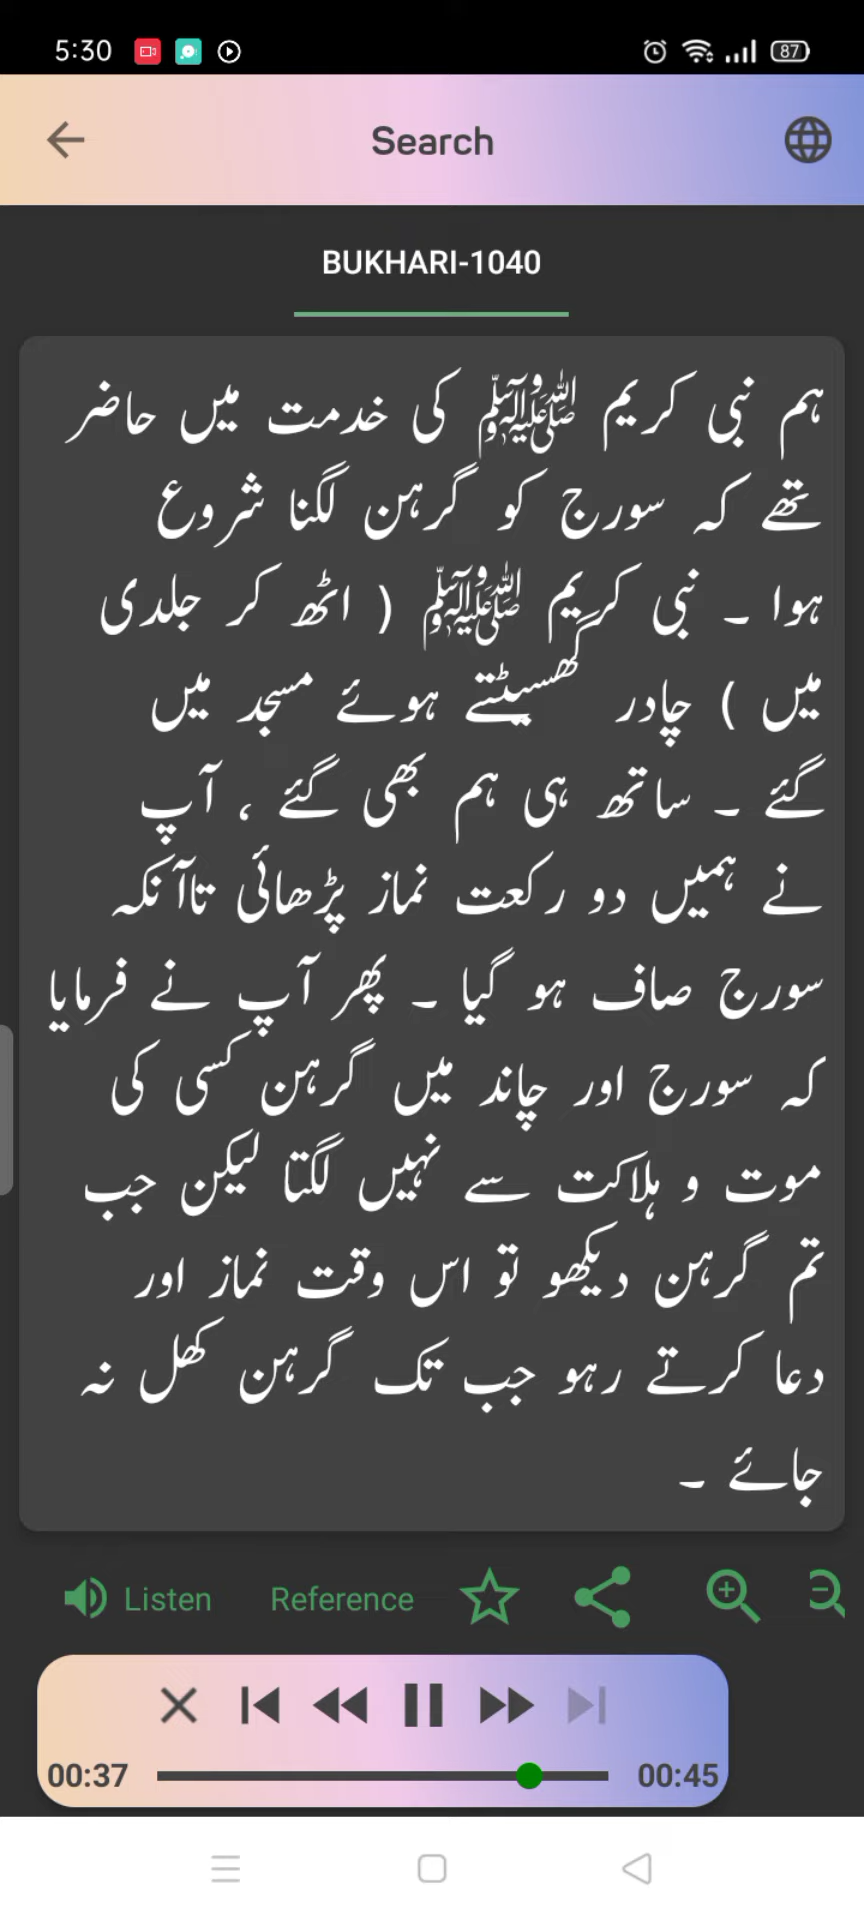 5:30
87
Search
BUKHARI-1040
ہم نبی کریم ﷺ کی خدمت میں حاضر
تھے کہ سورج کو گرہن لگنا شروع
ہوا ۔ نبی کریم ﷺ ( اٹھ کر جلدی
میں ) چادر گھسیٹتے ہوئے مسجد میں
گئے ۔ ساتھ ہی ہم بھی گئے ، آپ
نے ہمیں دو رکعت نماز پڑھائی تاآنکہ
سورج صاف ہو گیا ۔ پھر آپ نے فرمایا
کہ سورج اور چاند میں گرہن کسی کی
موت و ہلاکت سے نہیں لگتا لیکن جب
تم گرہن دیکھو تو اس وقت نماز اور
دعا کرتے رہو جب تک گرہن کھل نہ
جائے ۔
Listen Reference
00:37 00:45